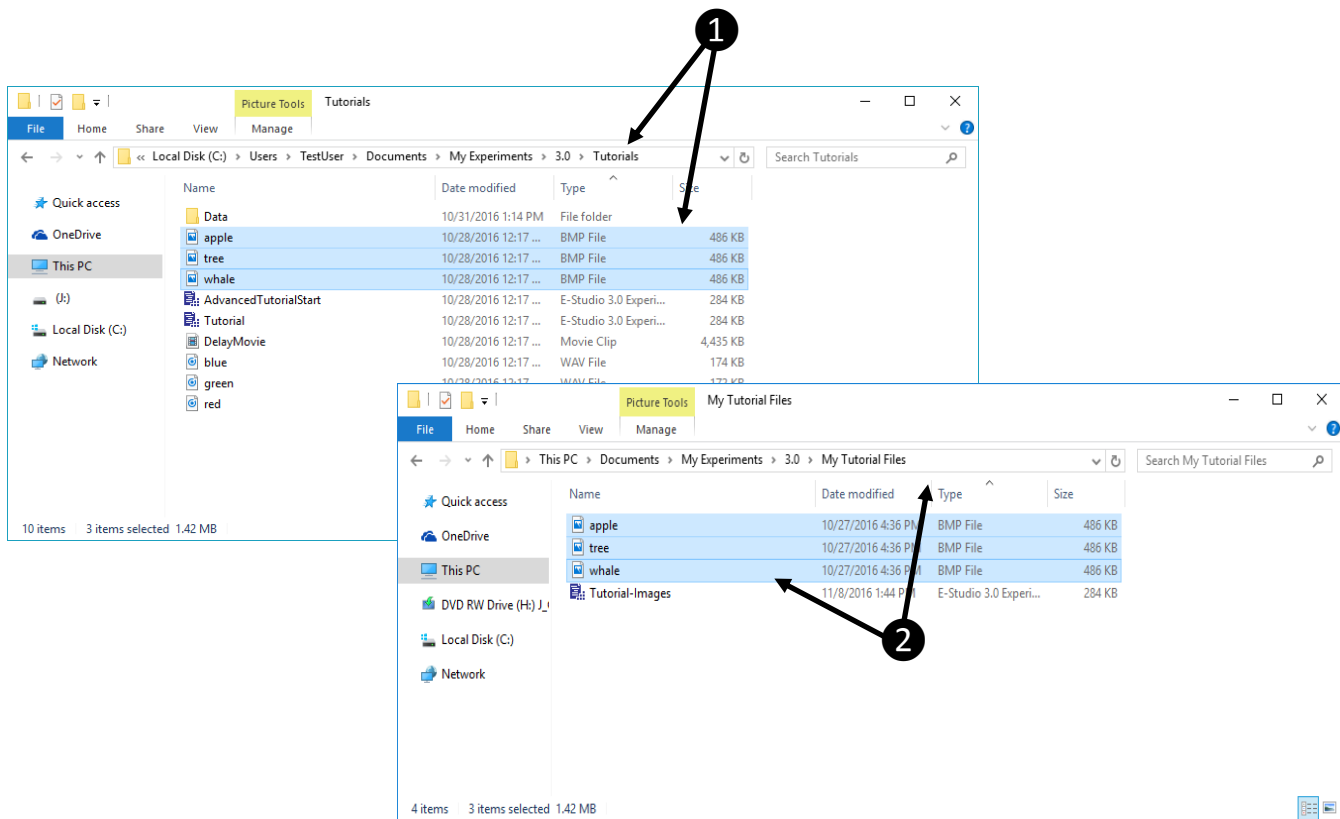 1
Picture Tools Tutorials
File Home Share View Manage
« Local Disk (C:) › Users › TestUser › Documents › My Experiments › 3.0 › Tutorials Search Tutorials
Name Date modified Type
Quick access
Data 10/31/2016 1:14 PM File folder
OneDrive
apple 10/28/2016 12:17 ... BMP File 486 KB
tree 10/28/2016 12:17 ... BMP File 486 KB
This PC
whale 10/28/2016 12:17 ... BMP File 486 KB
(J:)
AdvancedTutorialStart 10/28/2016 12:17 ... E-Studio 3.0 Experi... 284 KB
Tutorial 10/28/2016 12:17 ... E-Studio 3.0 Experi... 284 KB
Local Disk (C:)
DelayMovie 10/28/2016 12:17 ... Movie Clip 4,435 KB
Network
blue 10/28/2016 12:17 ... WAV File 174 KB
green 10/28/2016 12:17 WAV File 172 KB
red
10 items 3 items selected 1.42 MB
Picture Tools My Tutorial Files
File Home Share View Manage
› This PC › Documents › My Experiments › 3.0 › My Tutorial Files Search My Tutorial Files
Name Date modified Type Size
Quick access
apple 10/27/2016 4:36 PM BMP File 486 KB
OneDrive
tree 10/27/2016 4:36 PM BMP File 486 KB
This PC
whale 10/27/2016 4:36 PM BMP File 486 KB
Tutorial-Images 11/8/2016 1:44 PM E-Studio 3.0 Experi... 284 KB
DVD RW Drive (H:) J_
Local Disk (C:)
2
Network
4 items 3 items selected 1.42 MB